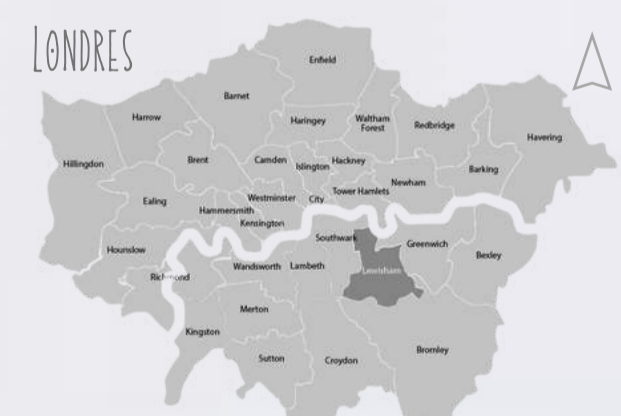 LONDRES
Enfield
Barnet
Harrow
Haringey
Waltham
Forest
Redbridge
Havering
Hillingdon
Brent
Camden
Islington
Hackney
Barking
Newham
Ealing
Westminster
City
Tower Hamlets
Hammersmith
Kensington
Hounslow
Southwark
Greenwich
Bexley
Richmond
Wandsworth
Lambeth
Lewisham
Merton
Kingston
Sutton
Croydon
Bromley